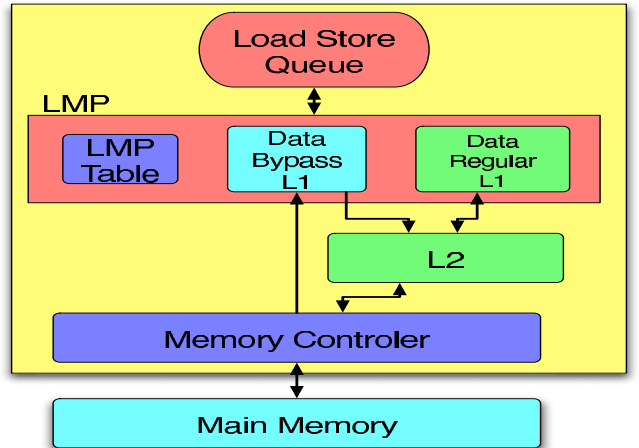 Load Store
Queue
LMP
LMP
Table
Data
Bypass
L1
Data
Regular
L1
L2
Memory Controler
Main Memory